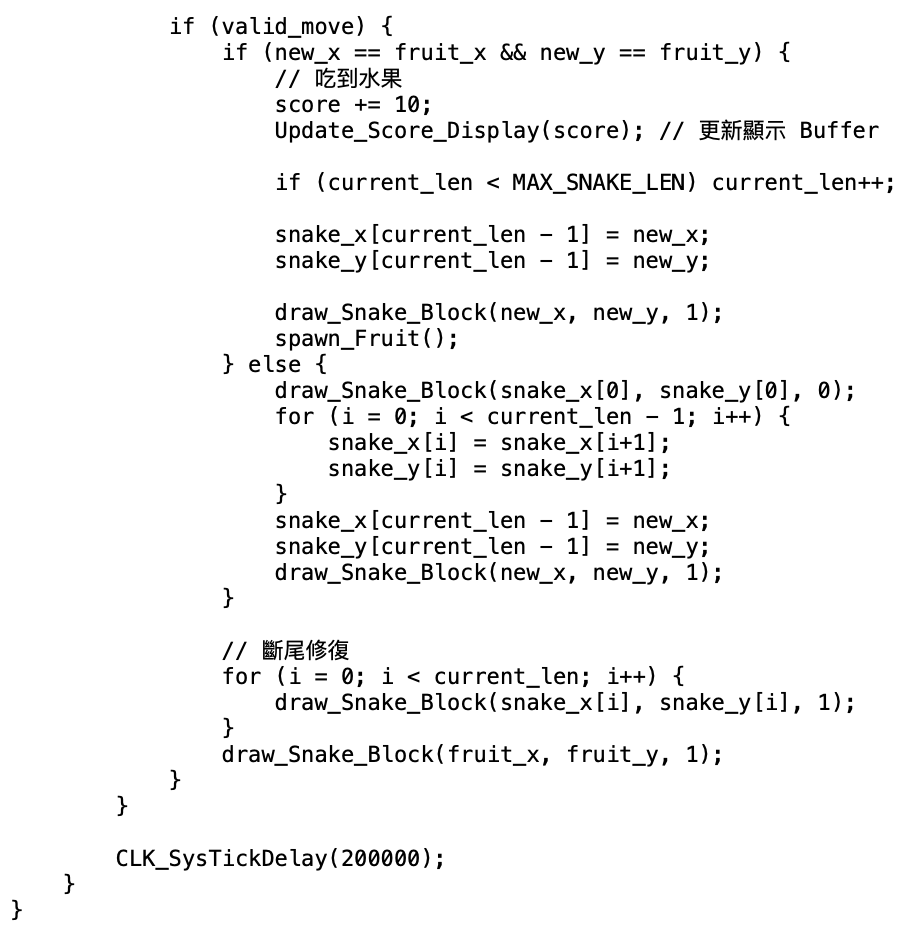 if (valid_move) {
                if (new_x == fruit_x && new_y == fruit_y) {
                    // 吃到水果
                    score += 10;
                    Update_Score_Display(score); // 更新顯示 Buffer

                    if (current_len < MAX_SNAKE_LEN) current_len++;

                    snake_x[current_len - 1] = new_x;
                    snake_y[current_len - 1] = new_y;

                    draw_Snake_Block(new_x, new_y, 1);
                    spawn_Fruit();
                } else {
                    draw_Snake_Block(snake_x[0], snake_y[0], 0);
                    for (i = 0; i < current_len - 1; i++) {
                        snake_x[i] = snake_x[i+1];
                        snake_y[i] = snake_y[i+1];
                    }
                    snake_x[current_len - 1] = new_x;
                    snake_y[current_len - 1] = new_y;
                    draw_Snake_Block(new_x, new_y, 1);
                }

                // 斷尾修復
                for (i = 0; i < current_len; i++) {
                    draw_Snake_Block(snake_x[i], snake_y[i], 1);
                }
                draw_Snake_Block(fruit_x, fruit_y, 1);
            }
        }

        CLK_SysTickDelay(200000);
    }
}